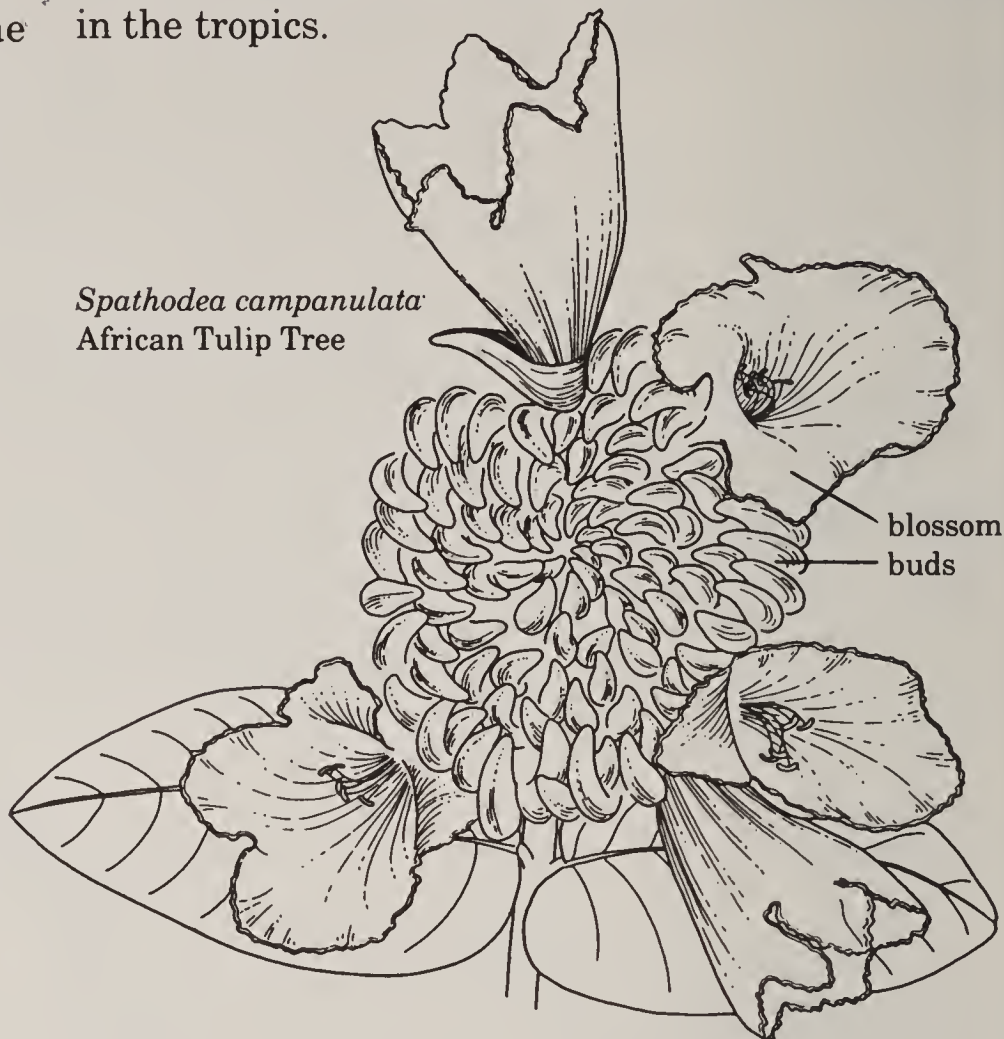 in the tropics.
Spathodea campanulata
African Tulip Tree
blossom
buds